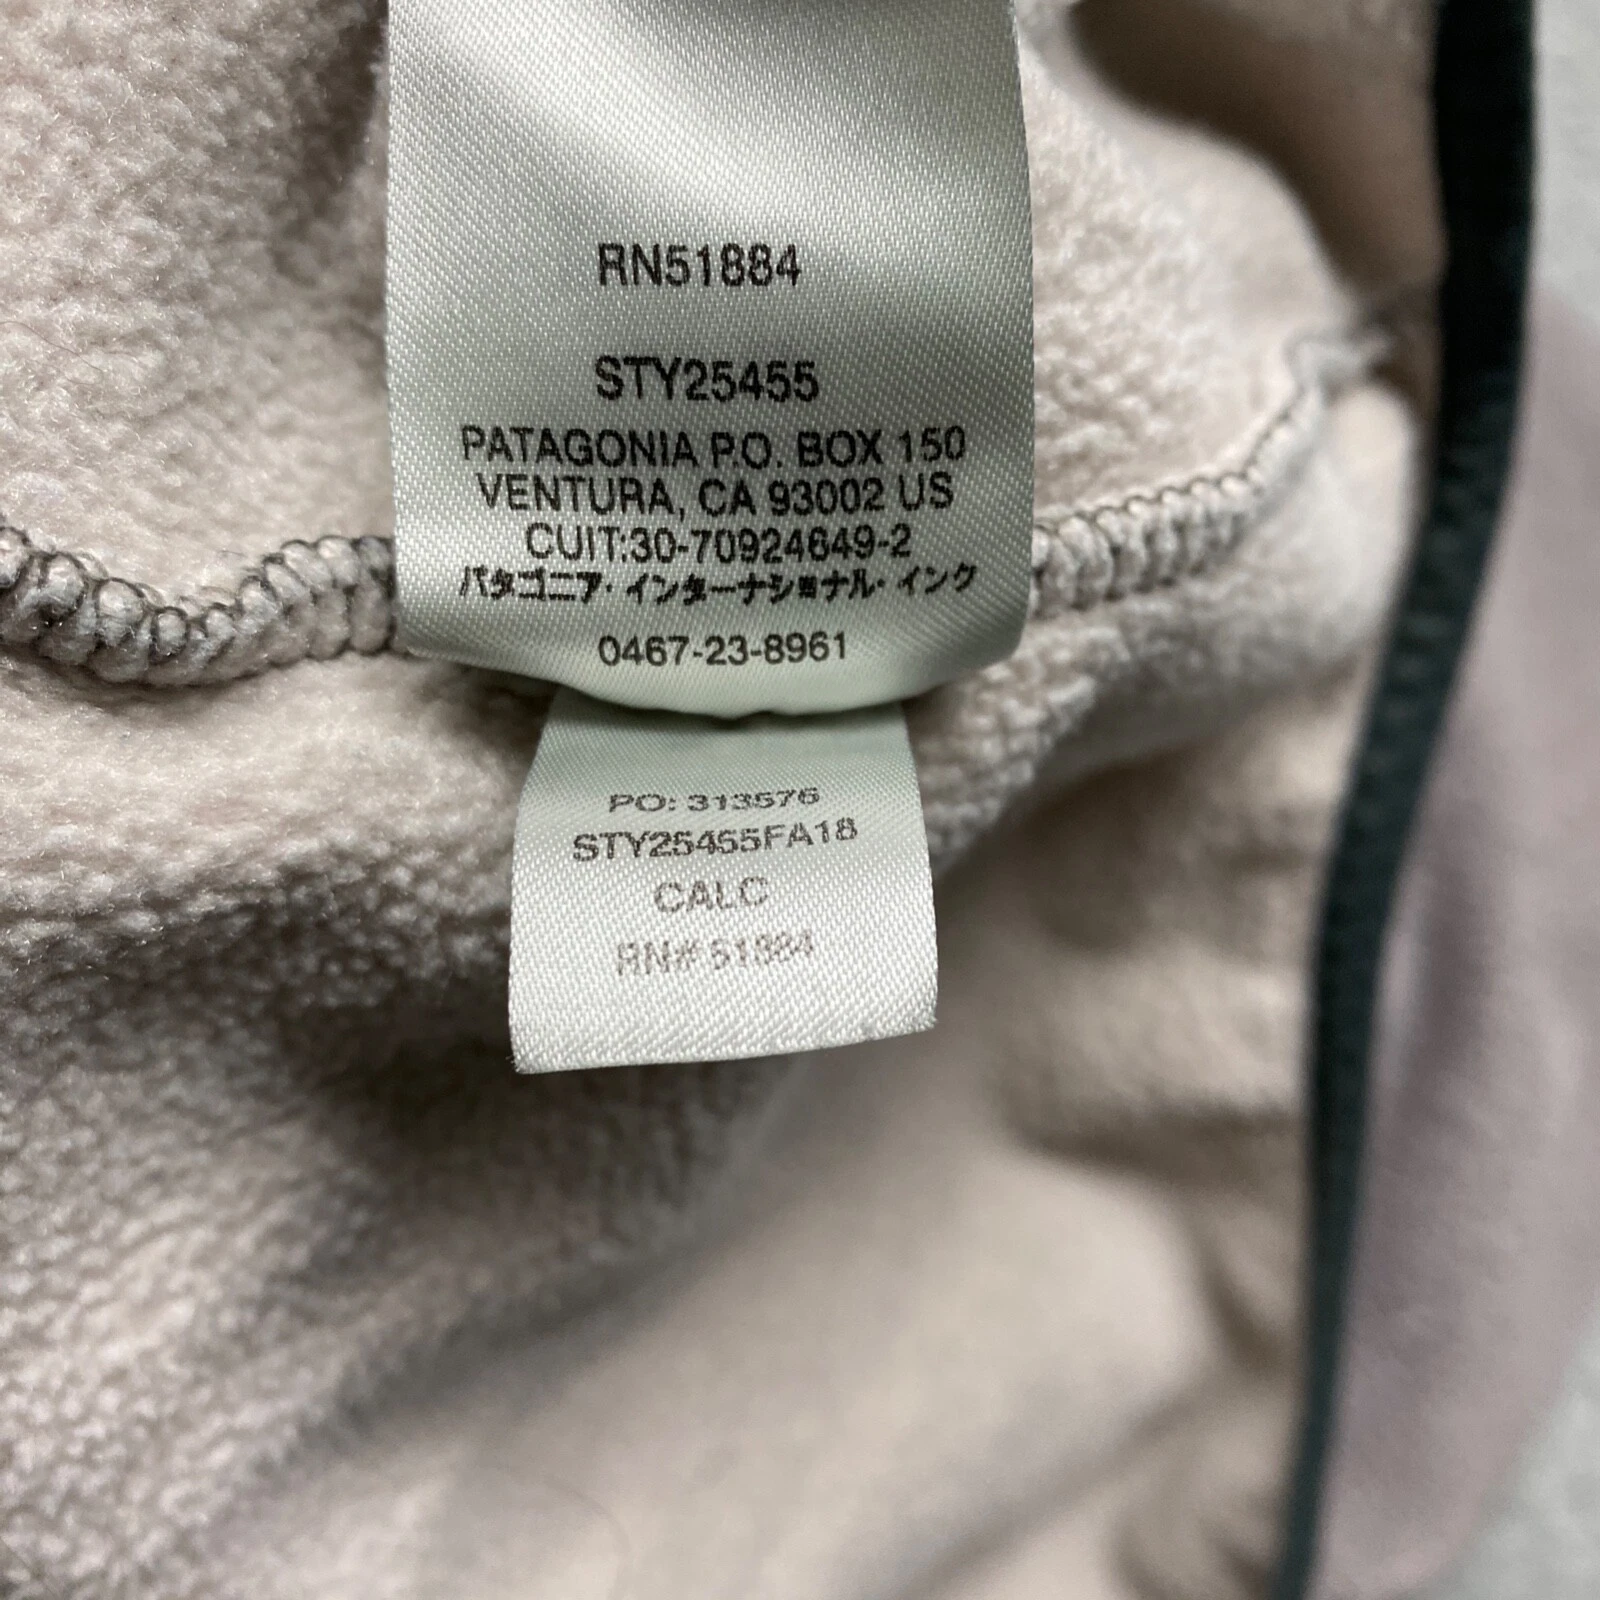 RN51884
STY25455
PATAGONIA P.O. BOX 150
VENTURA, CA 93002 US
CUIT:30-70924649-2
パタゴニア・インターナショナル・インク
0467-23-8961
PO: 313576
STY25455FA18
CALC
RN# 51884